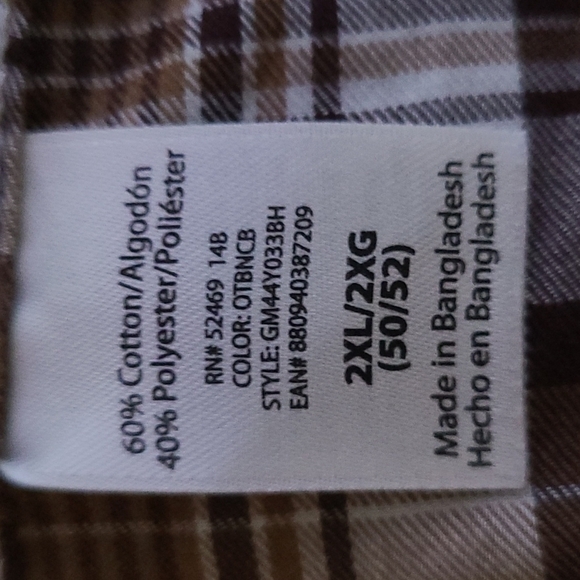 60% Cotton/Algodón
40% Polyester/Poliéster
RN# 52469 14B
COLOR: OTBNCB
STYLE: GM44Y033BH
EAN# 880940387209
2XL/2XG
(50/52)
Made in Bangladesh
Hecho en Bangladesh